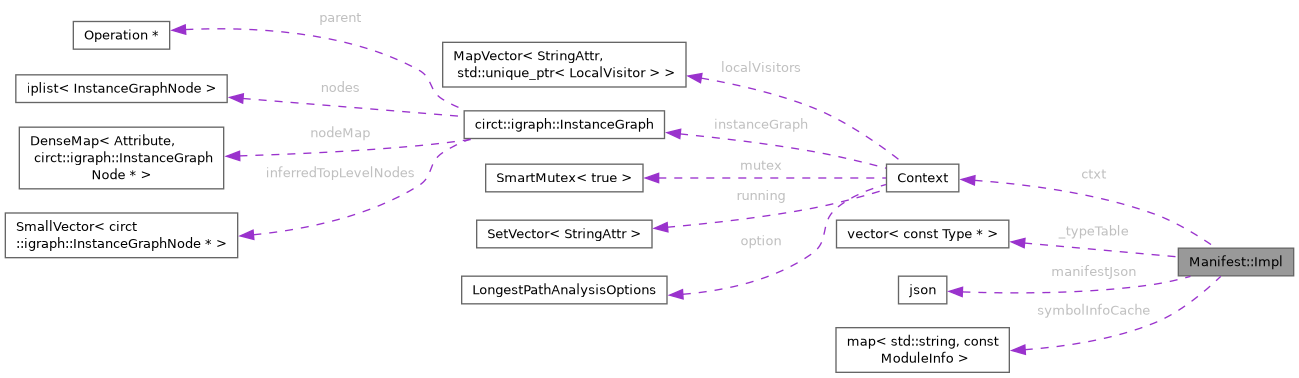 parent
Operation *
MapVector< StringAttr,
std::unique_ptr< LocalVisitor > >
localVisitors
iplist< InstanceGraphNode >
nodes
circt::igraph::InstanceGraph
instanceGraph
DenseMap< Attribute,
circt::igraph::InstanceGraph
Node * >
nodeMap
inferredTopLevelNodes
SmartMutex< true >
mutex
Context
ctxt
running
SmallVector< circt
::igraph::InstanceGraphNode * >
SetVector< StringAttr >
option
vector< const Type * >
_typeTable
Manifest::Impl
LongestPathAnalysisOptions
json
manifestJson
symbolInfoCache
map< std::string, const
ModuleInfo >